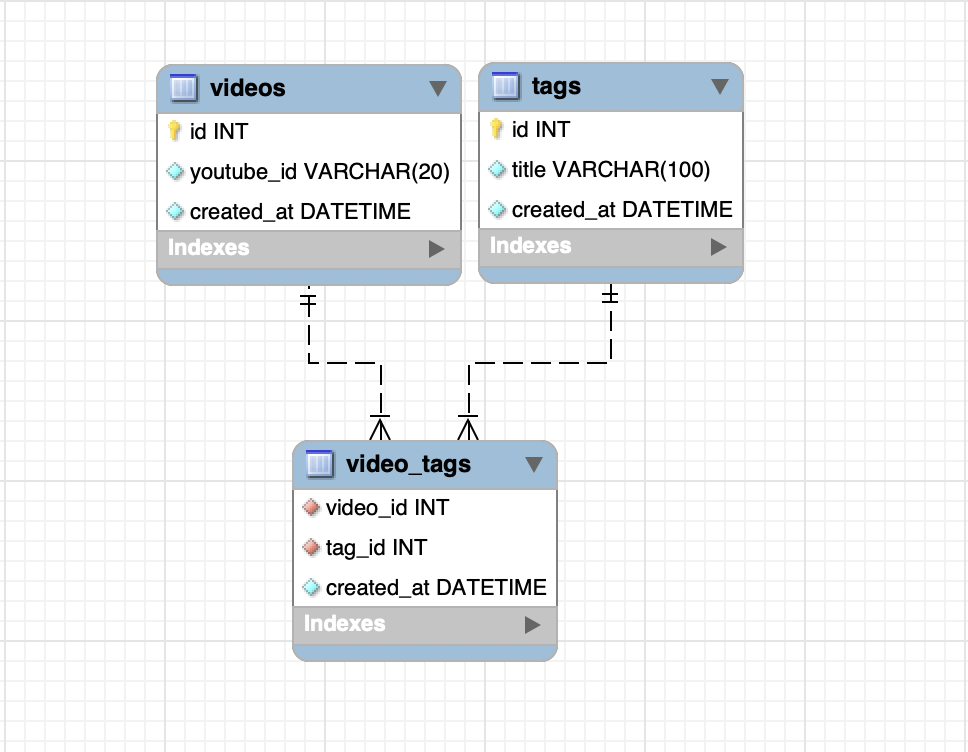 videos
id INT
youtube_id VARCHAR(20)
created_at DATETIME
Indexes
tags
id INT
title VARCHAR(100)
created_at DATETIME
Indexes
video_tags
video_id INT
tag_id INT
created_at DATETIME
Indexes